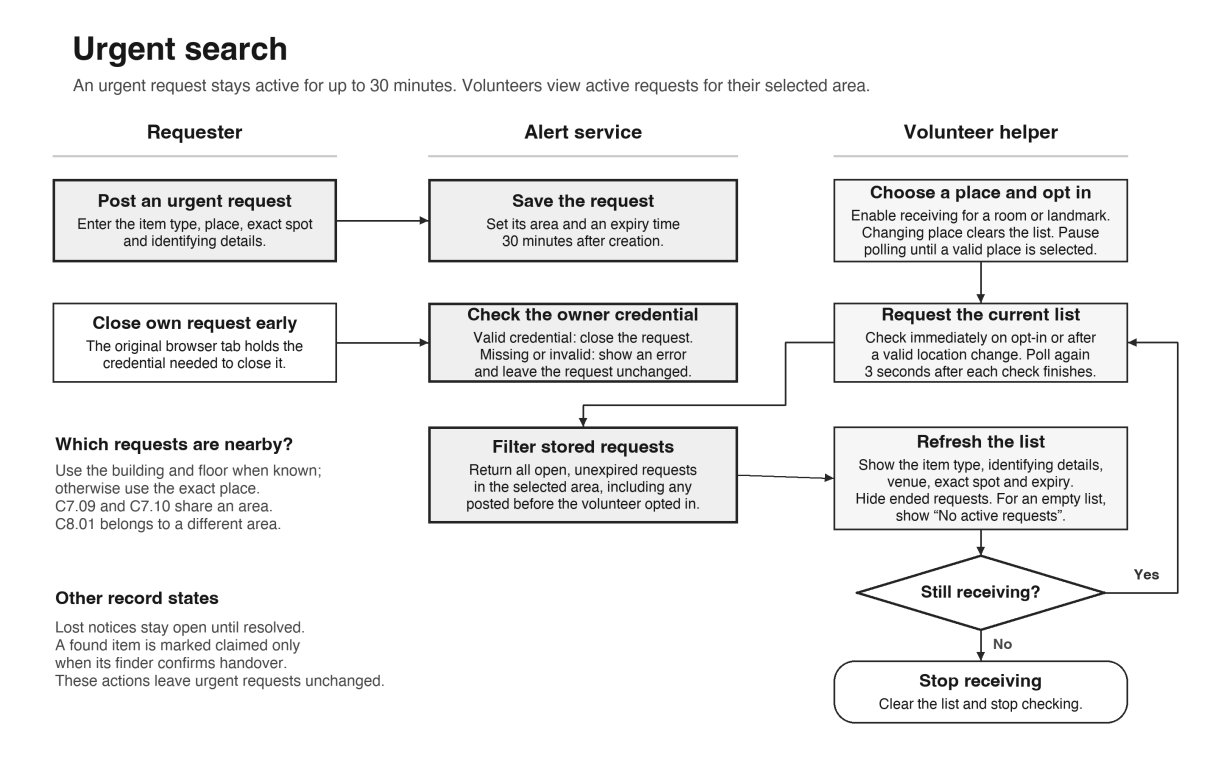 Urgent search
An urgent request stays active for up to 30 minutes. Volunteers view active requests for their selected area.
Requester
Alert service
Volunteer helper
Post an urgent request
Enter the item type, place, exact spot
and identifying details.
Save the request
Set its area and an expiry time
30 minutes after creation.
Choose a place and opt in
Enable receiving for a room or landmark.
Changing place clears the list. Pause
polling until a valid place is selected.
Close own request early
The original browser tab holds the
credential needed to close it.
Check the owner credential
Valid credential: close the request.
Missing or invalid: show an error
and leave the request unchanged.
Request the current list
Check immediately on opt-in or after
a valid location change. Poll again
3 seconds after each check finishes.
Which requests are nearby?
Use the building and floor when known;
otherwise use the exact place.
C7.09 and C7.10 share an area.
C8.01 belongs to a different area.
Filter stored requests
Return all open, unexpired requests
in the selected area, including any
posted before the volunteer opted in.
Refresh the list
Show the item type, identifying details,
venue, exact spot and expiry.
Hide ended requests. For an empty list,
show “No active requests”.
Still receiving?
Yes
No
Other record states
Lost notices stay open until resolved.
A found item is marked claimed only
when its finder confirms handover.
These actions leave urgent requests unchanged.
Stop receiving
Clear the list and stop checking.